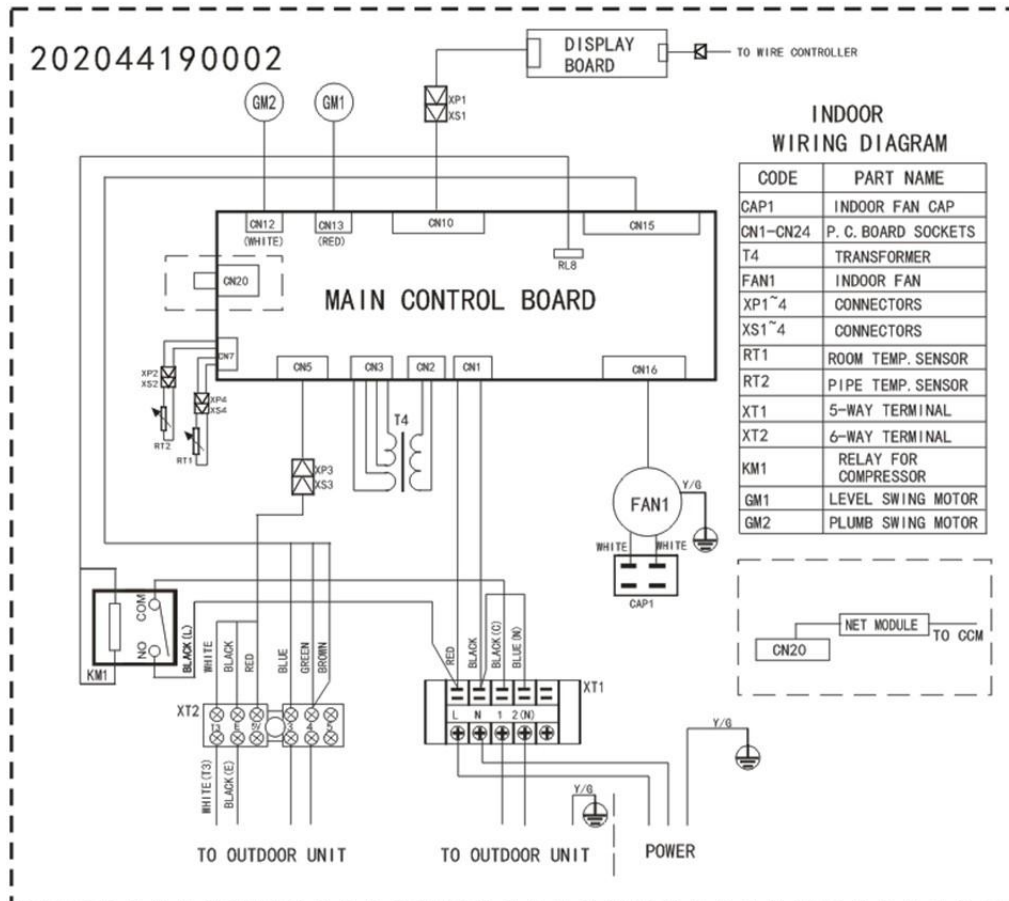 202044190002
DISPLAY
BOARD
TO WIRE CONTROLLER
GM2
GM1
XP1
XS1
INDOOR
WIRING DIAGRAM
CODE PART NAME
CAP1 INDOOR FAN CAP
CN1-CN24 P.C.BOARD SOCKETS
T4 TRANSFORMER
FAN1 INDOOR FAN
XP1~4 CONNECTORS
XS1~4 CONNECTORS
RT1 ROOM TEMP.SENSOR
RT2 PIPE TEMP.SENSOR
XT1 5-WAY TERMINAL
XT2 6-WAY TERMINAL
KM1 RELAY FOR
COMPRESSOR
GM1 LEVEL SWING MOTOR
GM2 PLUMB SWING MOTOR
CN12
(WHITE)
CN13
(RED)
CN10
CN15
RL8
CN20
MAIN CONTROL BOARD
CN7
CN5
CN3
CN2
CN1
CN16
XP2
XS2
XP4
XS4
RT2
RT1
T4
XP3
XS3
FAN1
Y/G
WHITE
WHITE
CAP1
COM
NO
KM1
BLACK(L)
WHITE
BLACK
RED
BLUE
GREEN
BROWN
RED
BLACK
BLACK(C)
BLUE(N)
XT2
XT1
L N 1 2(N)
WHITE(T3)
BLACK(E)
TO OUTDOOR UNIT
TO OUTDOOR UNIT
Y/G
POWER
Y/G
NET MODULE
TO CCM
CN20